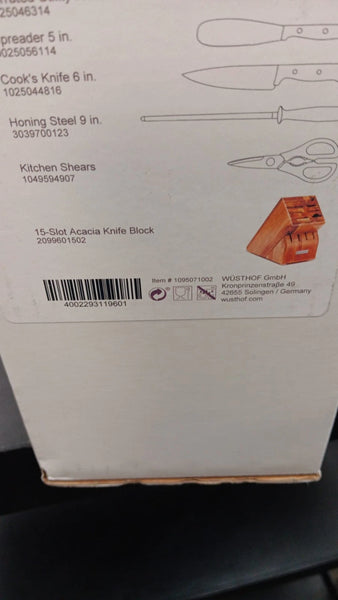 25046314
preader 5 in.
025056114
Cook's Knife 6 in.
1025044816
Honing Steel 9 in.
3039700123
Kitchen Shears
1049594907
15-Slot Acacia Knife Block
2099601502
4002293119601
Item # 1095071002
WÜSTHOF GmbH
Kronprinzenstraße 49
42655 Solingen / Germany
wusthof.com